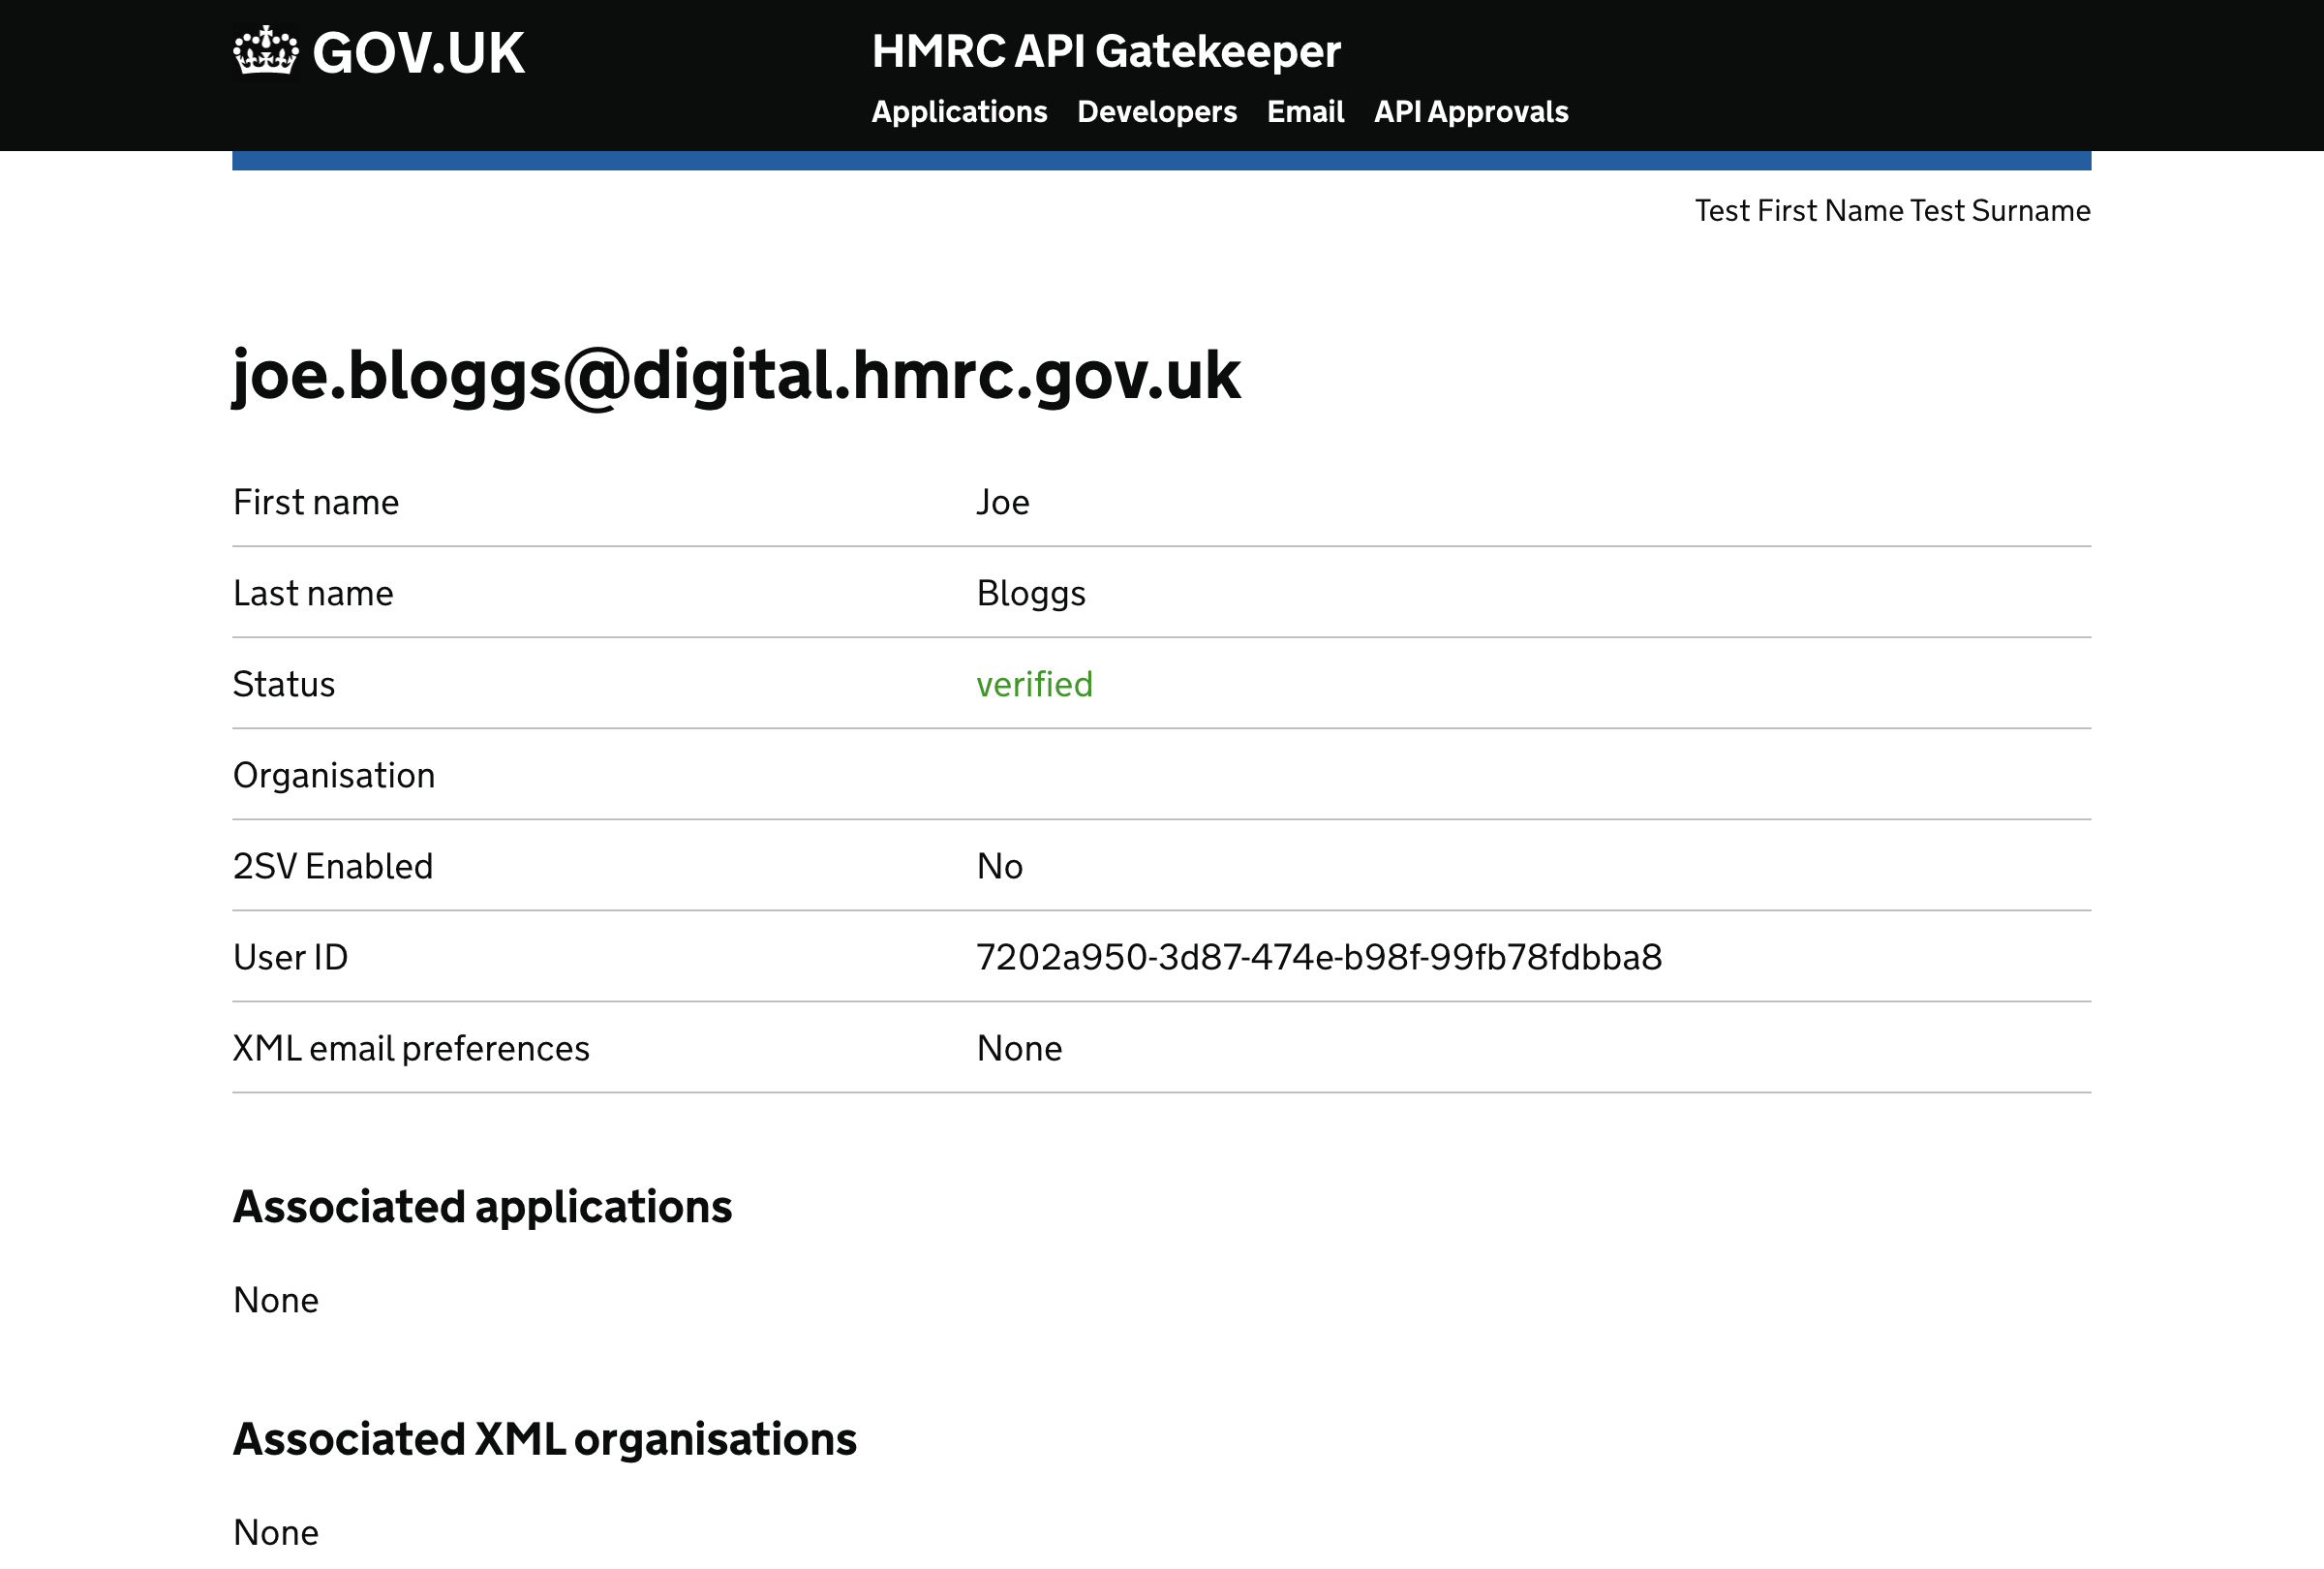 GOV.UK
HMRC API Gatekeeper
Applications Developers Email API Approvals
Test First Name Test Surname
joe.bloggs@digital.hmrc.gov.uk
First name Joe
Last name Bloggs
Status verified
Organisation
2SV Enabled No
User ID 7202a950-3d87-474e-b98f-99fb78fdbba8
XML email preferences None
Associated applications
None
Associated XML organisations
None